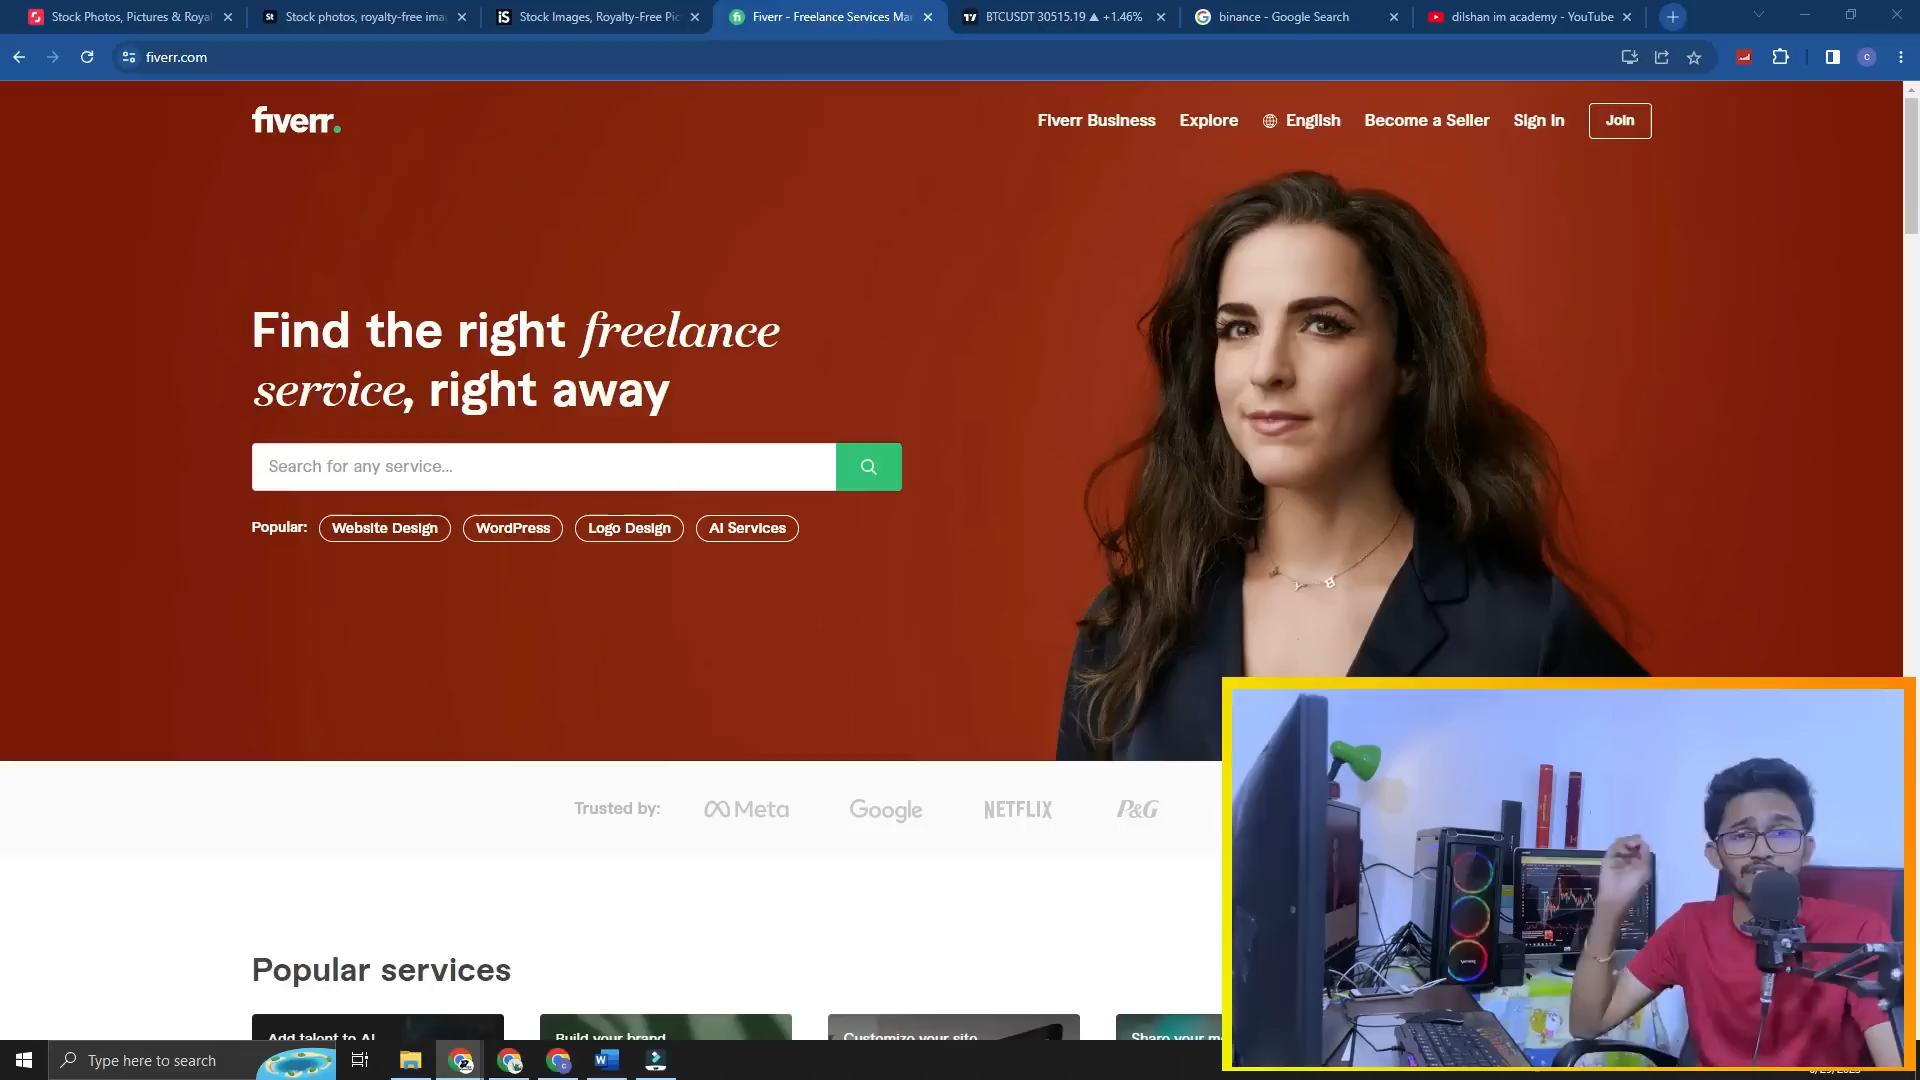 Stock Photos, Pictures & Royal
Stock photos, royalty-free ima
iS
Stock Images, Royalty-Free Pic
fi
Fiverr - Freelance Services Ma
BTCUSDT 30515.19 ▲ +1.46%
binance - Google Search
dilshan im academy - YouTube
fiverr.com
fiverr.
Fiverr Business
Explore
English
Become a Seller
Sign in
Join
Find the right freelance
service, right away
Search for any service...
Popular:
Website Design
WordPress
Logo Design
AI Services
Trusted by:
Meta
Google
NETFLIX
P&G
Popular services
Add talent to AI
Build your brand
Customize your site
Share your m
Type here to search